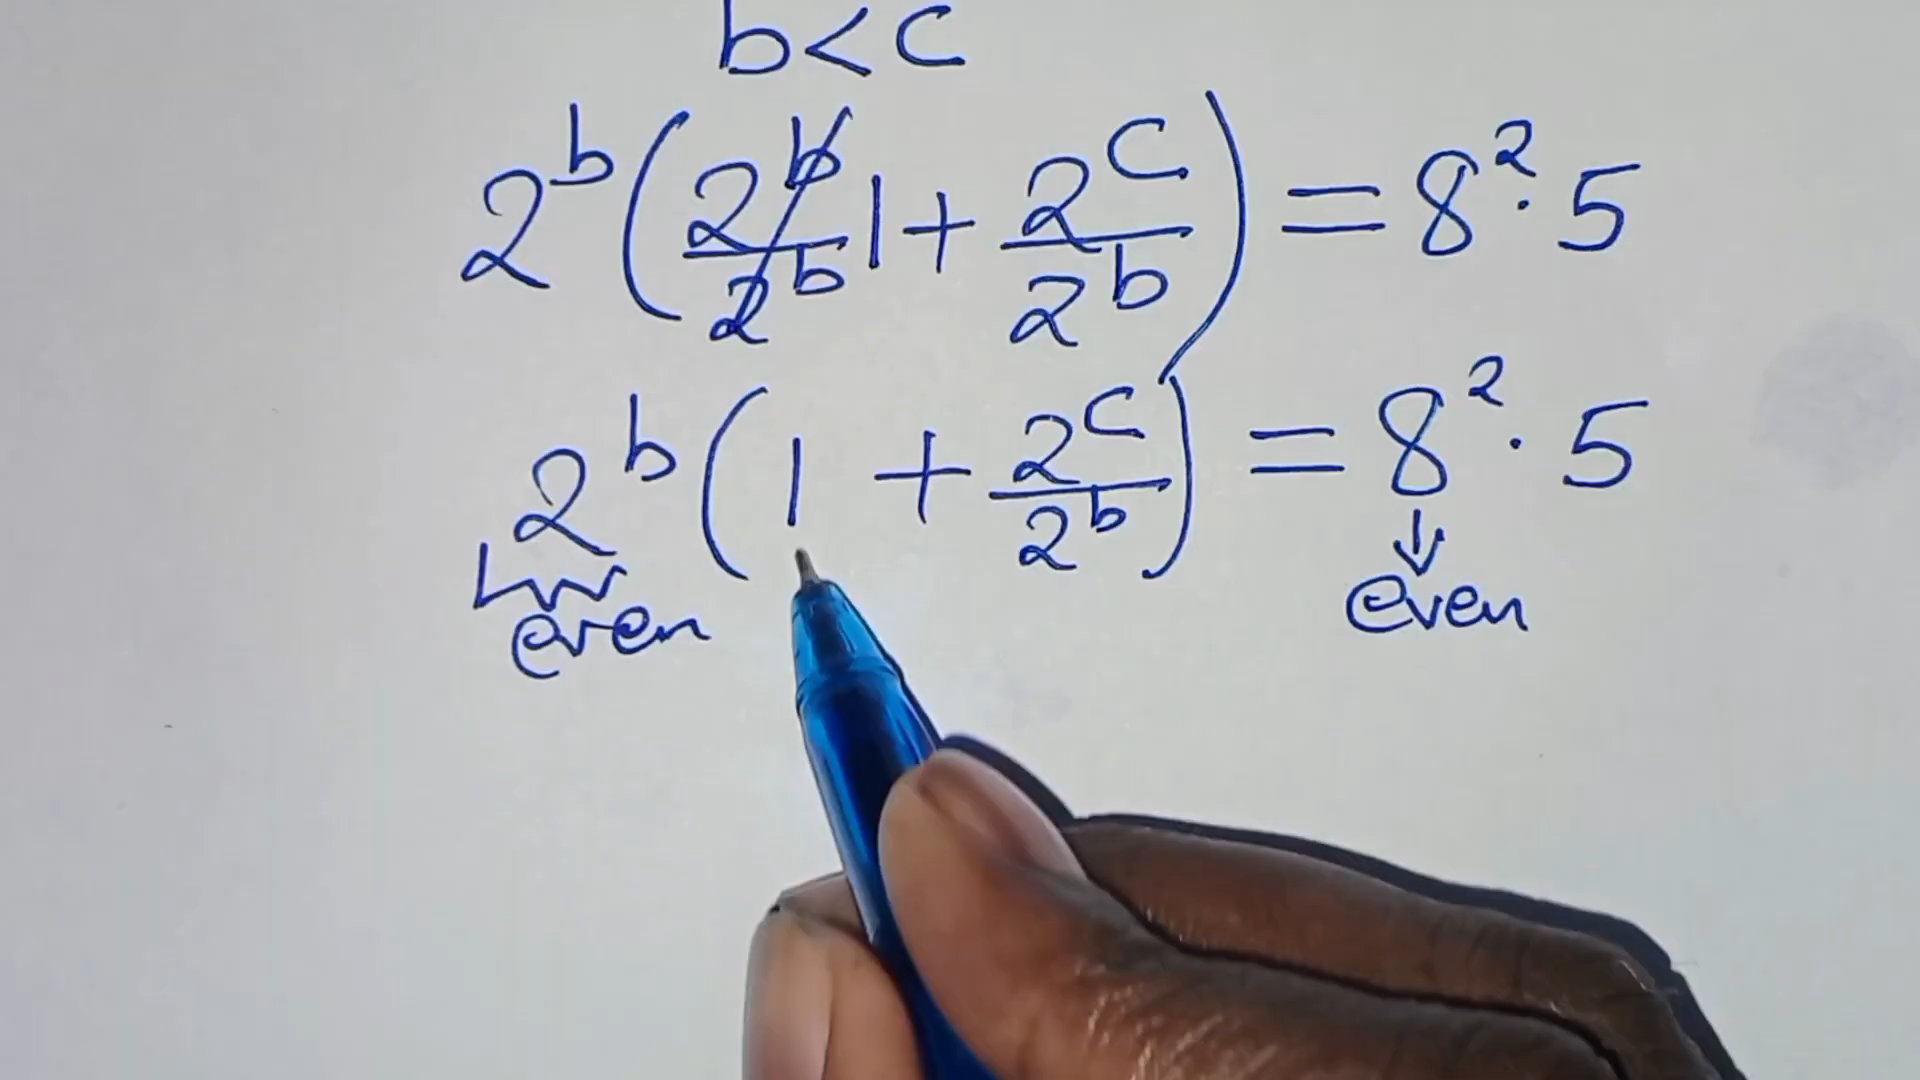 b < c
2^b (2^b/2^b 1 + 2^c/2^b) = 8^2 · 5
2^b (1 + 2^c/2^b) = 8^2 · 5
even even